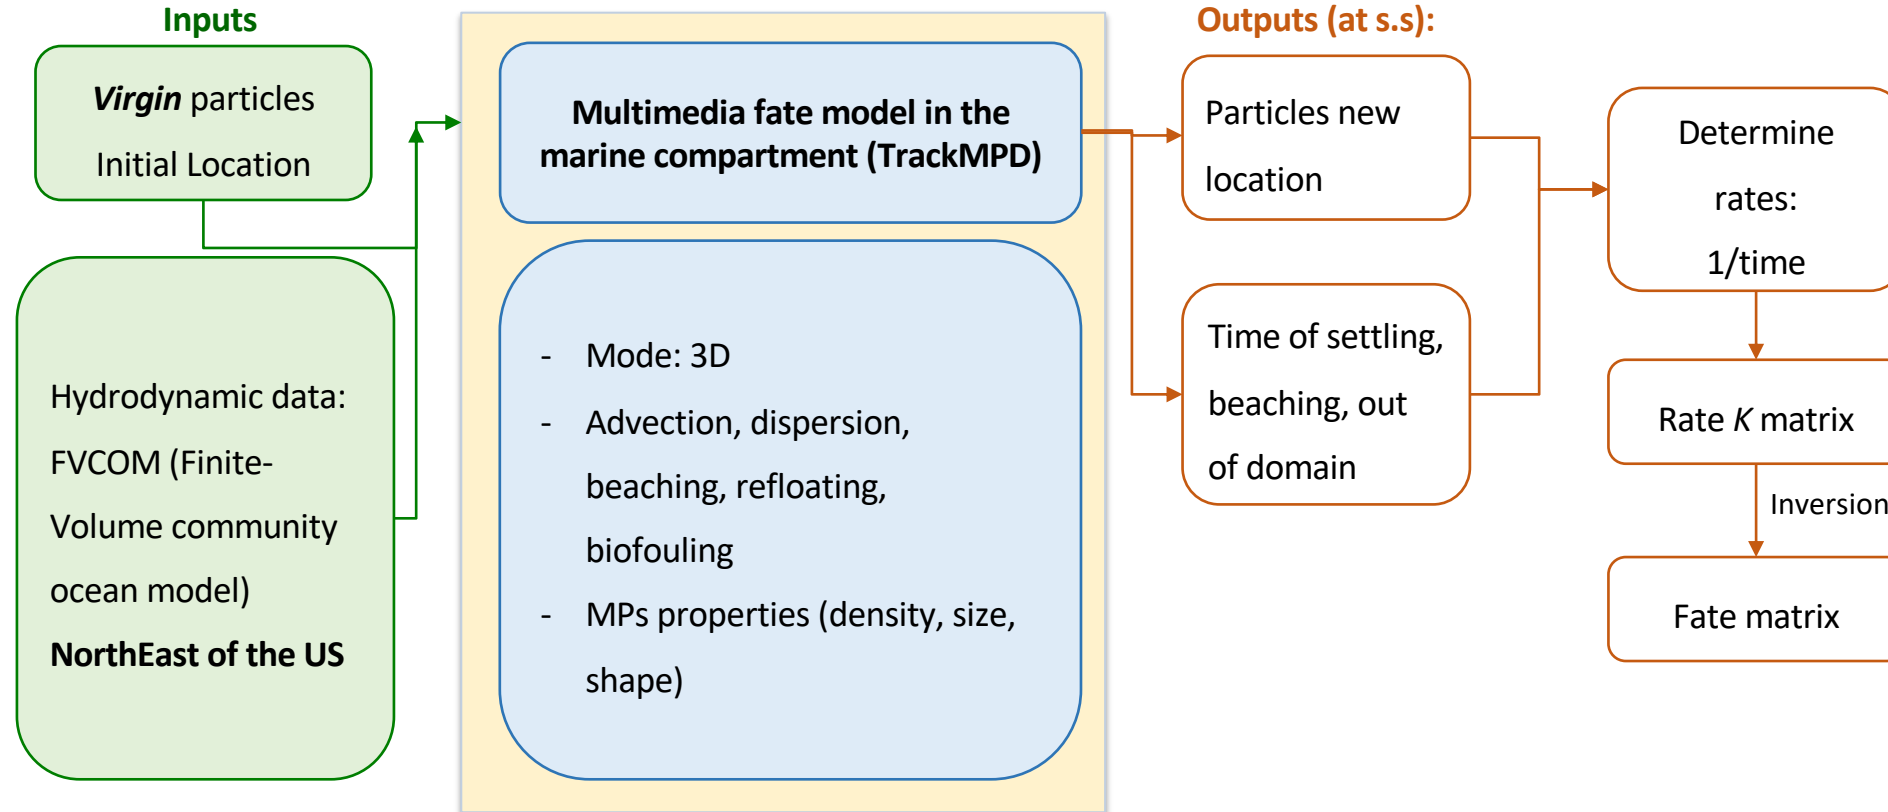 Inputs
Virgin particles
Initial Location
Hydrodynamic data:
FVCOM (Finite-
Volume community
ocean model)
NorthEast of the US
Multimedia fate model in the
marine compartment (TrackMPD)
- Mode: 3D
- Advection, dispersion,
beaching, refloating,
biofouling
- MPs properties (density, size,
shape)
Outputs (at s.s):
Particles new
location
Time of settling,
beaching, out
of domain
Determine
rates:
1/time
Rate K matrix
Inversion
Fate matrix